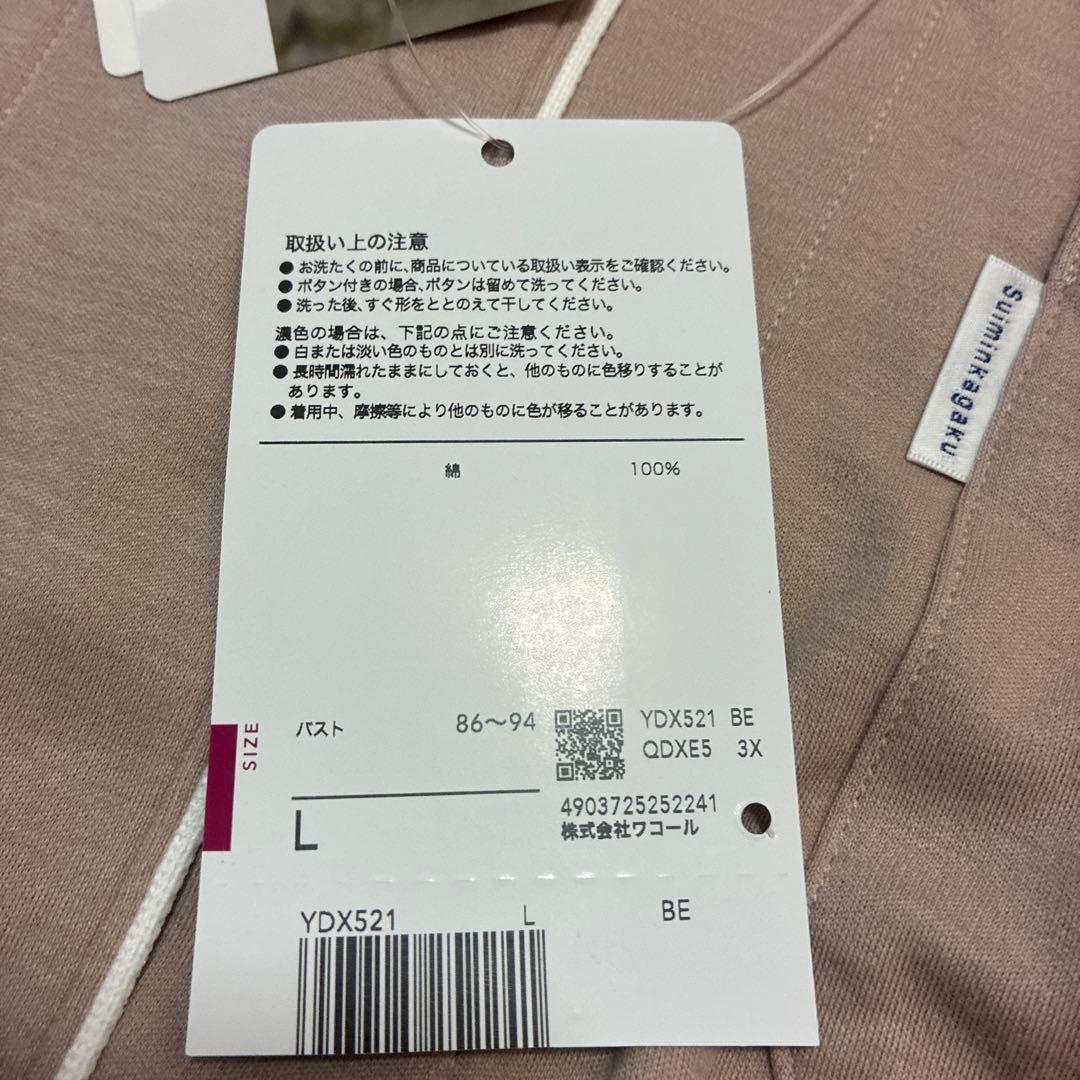 取扱い上の注意
●お洗たくの前に、商品についている取扱い表示をご確認ください。
●ボタン付きの場合、ボタンは留めて洗ってください。
●洗った後、すぐ形をととのえて干してください。
濃色の場合は、下記の点にご注意ください。
●白または淡い色のものとは別に洗ってください。
●長時間濡れたままにしておくと、他のものに色移りすることが
あります。
●着用中、摩擦等により他のものに色が移ることがあります。
綿 100%
SIZE
バスト 86〜94
L
YDX521 BE
QDXE5 3X
4903725252241
株式会社ワコール
YDX521 L BE
Suiminkagaku